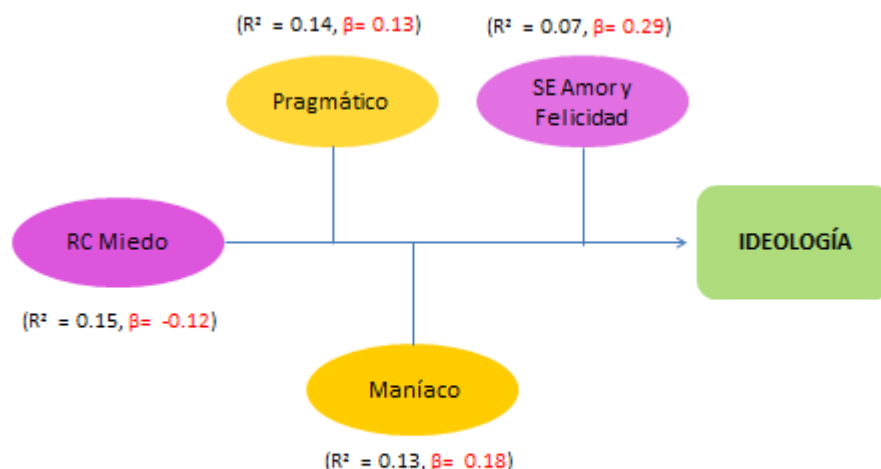 (R² = 0.14, β= 0.13)
(R² = 0.07, β= 0.29)
Pragmático
SE Amor y
Felicidad
RC Miedo
IDEOLOGÍA
(R² = 0.15, β= -0.12)
Maníaco
(R² = 0.13, β= 0.18)